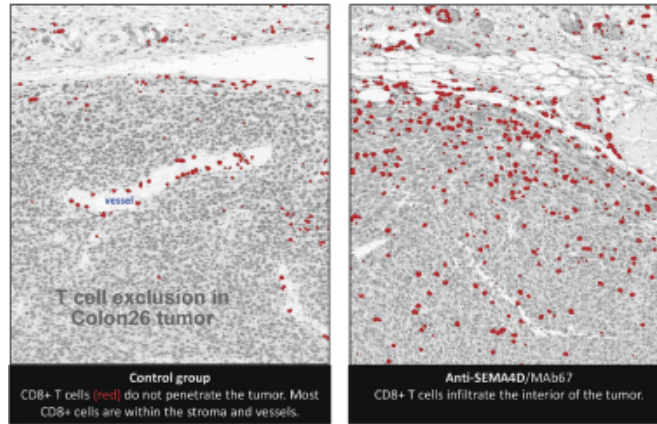 vessel
T cell exclusion in
Colon26 tumor
Control group
CD8+ T cells (red) do not penetrate the tumor. Most
CD8+ cells are within the stroma and vessels.
Anti-SEMA4D/MAb67
CD8+ T cells infiltrate the interior of the tumor.